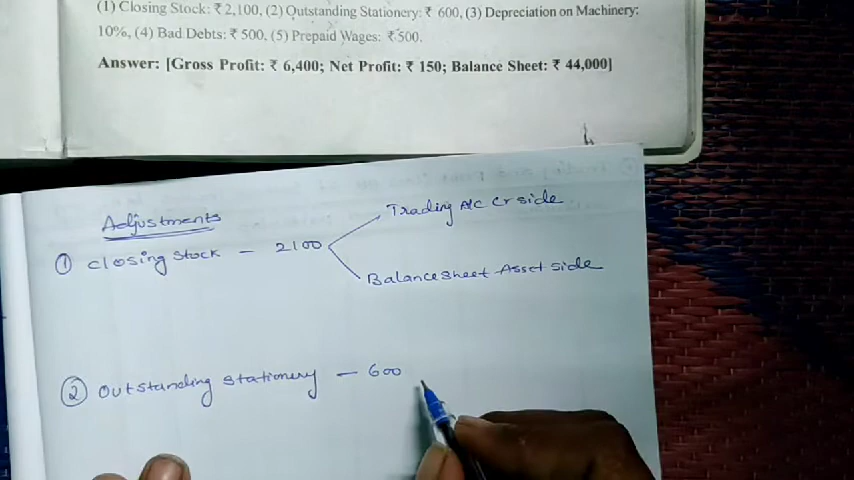 (1) Closing Stock: ₹ 2,100, (2) Outstanding Stationery: ₹ 600, (3) Depreciation on Machinery:
10%, (4) Bad Debts: ₹ 500. (5) Prepaid Wages: ₹ 500.
Answer: [Gross Profit: ₹ 6,400; Net Profit: ₹ 150; Balance Sheet: ₹ 44,000]
Adjustments
① closing stock - 2100
Trading A/C Cr side
Balancesheet Asset side
② Outstanding stationery - 600